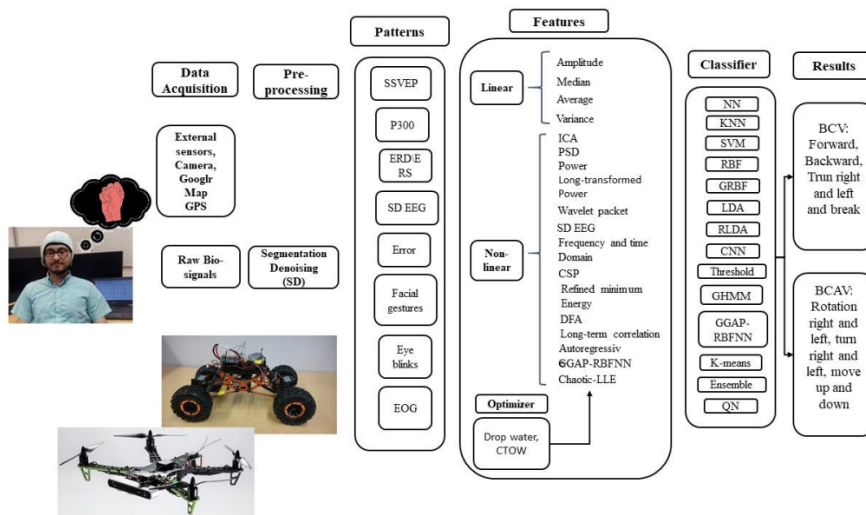 Data
Acquisition
External
sensors,
Camera,
Googlr
Map
GPS
Raw Bio-
signals
Pre-
processing
Segmentation
Denoising
(SD)
Patterns
SSVEP
P300
ERD\E
RS
SD EEG
Error
Facial
gestures
Eye
blinks
EOG
Features
Linear
Amplitude
Median
Average
Variance
Non-
linear
ICA
PSD
Power
Long-transformed
Power
Wavelet packet
SD EEG
Frequency and time
Domain
CSP
Refined minimum
Energy
DFA
Long-term correlation
Autoregressiv
e
GGAP-RBFNN
Chaotic-LLE
Optimizer
Drop water,
CTOW
Classifier
NN
KNN
SVM
RBF
GRBF
LDA
RLDA
CNN
Threshold
GHMM
GGAP-
RBFNN
K-means
Ensemble
QN
Results
BCV:
Forward,
Backward,
Trun right
and left
and break
BCAV:
Rotation
right and
left, turn
right and
left, move
up and
down